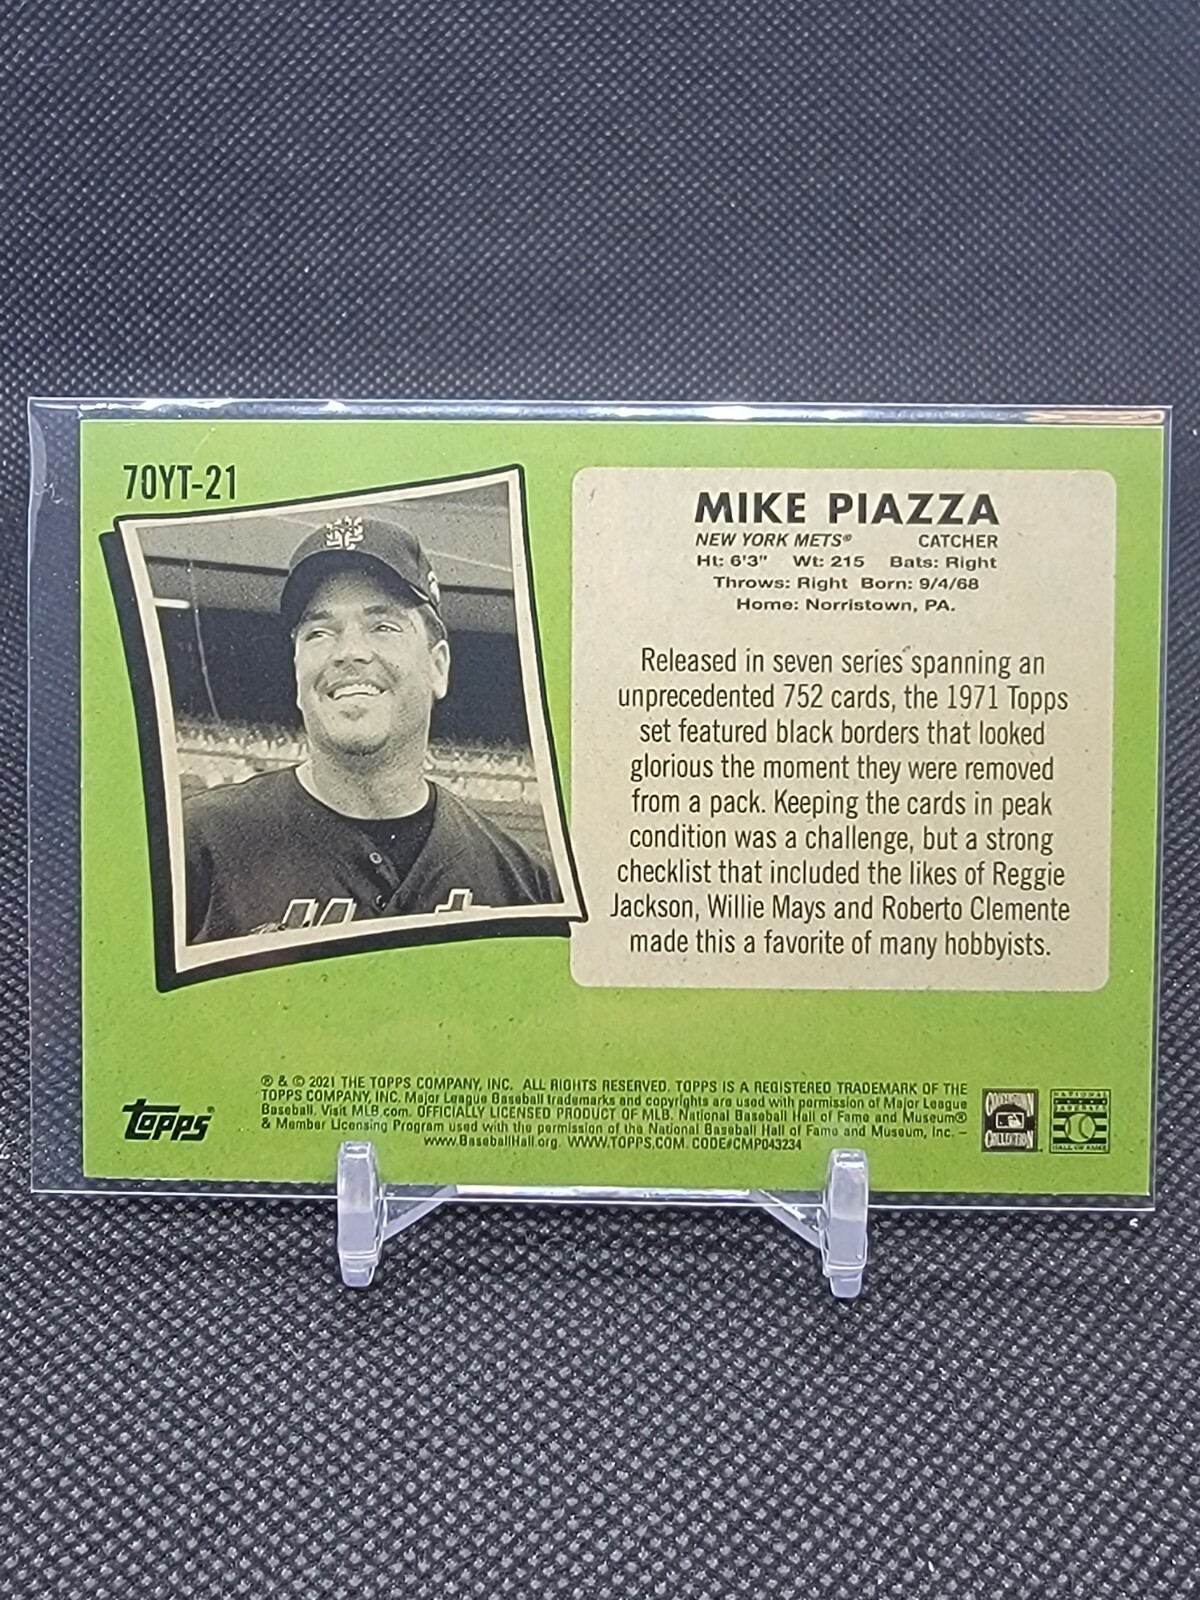 70YT-21
MIKE PIAZZA
NEW YORK METS® CATCHER
Ht: 6'3" Wt: 215 Bats: Right
Throws: Right Born: 9/4/68
Home: Norristown, PA.
Released in seven series spanning an
unprecedented 752 cards, the 1971 Topps
set featured black borders that looked
glorious the moment they were removed
from a pack. Keeping the cards in peak
condition was a challenge, but a strong
checklist that included the likes of Reggie
Jackson, Willie Mays and Roberto Clemente
made this a favorite of many hobbyists.
topps®
® & © 2021 THE TOPPS COMPANY, INC. ALL RIGHTS RESERVED. TOPPS IS A REGISTERED TRADEMARK OF THE
TOPPS COMPANY, INC. Major League Baseball trademarks and copyrights are used with permission of Major League
Baseball. Visit MLB.com. OFFICIALLY LICENSED PRODUCT OF MLB. National Baseball Hall of Fame and Museum®
& Member Licensing Program used with the permission of the National Baseball Hall of Fame and Museum, Inc. –
www.BaseballHall.org. WWW.TOPPS.COM. CODE#CMP043234
COOPERSTOWN
COLLECTION
NATIONAL
BASEBALL
HALL OF FAME